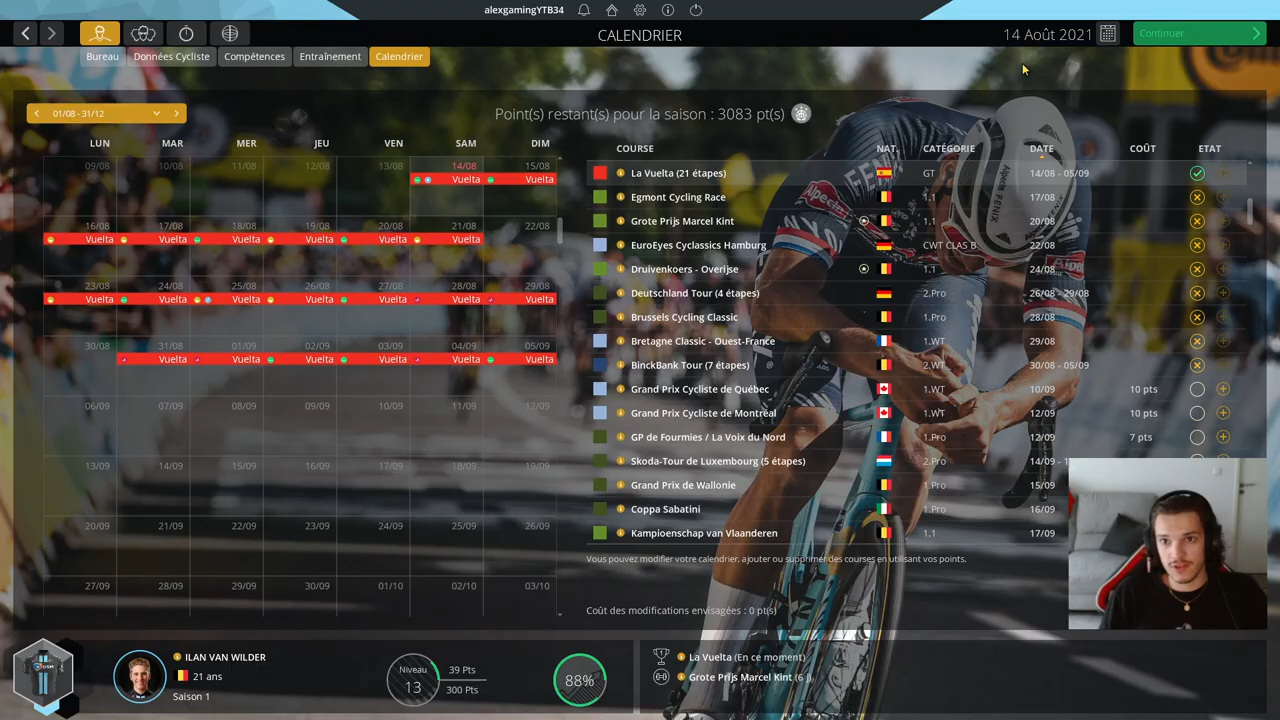 alexgamingYTB34
CALENDRIER
14 Août 2021
Continuer
Bureau
Données Cycliste
Compétences
Entraînement
Calendrier
01/08 - 31/12
Point(s) restant(s) pour la saison : 3083 pt(s)
LUN MAR MER JEU VEN SAM DIM
09/08 10/08 11/08 12/08 13/08 14/08 15/08
Vuelta Vuelta
16/08 17/08 18/08 19/08 20/08 21/08 22/08
Vuelta Vuelta Vuelta Vuelta Vuelta Vuelta Vuelta
23/08 24/08 25/08 26/08 27/08 28/08 29/08
Vuelta Vuelta Vuelta Vuelta Vuelta Vuelta Vuelta
30/08 31/08 01/09 02/09 03/09 04/09 05/09
Vuelta Vuelta Vuelta Vuelta Vuelta Vuelta
06/09 07/09 08/09 09/09 10/09 11/09 12/09
13/09 14/09 15/09 16/09 17/09 18/09 19/09
20/09 21/09 22/09 23/09 24/09 25/09 26/09
27/09 28/09 29/09 30/09 01/10 02/10 03/10
COURSE NAT. CATÉGORIE DATE COÛT ETAT
La Vuelta (21 étapes) GT 14/08 - 05/09
Egmont Cycling Race 1.1 17/08
Grote Prijs Marcel Kint 1.1 20/08
EuroEyes Cyclassics Hamburg CWT CLAS B 22/08
Druivenkoers - Overijse 1.1 24/08
Deutschland Tour (4 étapes) 2.Pro 26/08 - 29/08
Brussels Cycling Classic 1.Pro 28/08
Bretagne Classic - Ouest-France 1.WT 29/08
BinckBank Tour (7 étapes) 2.WT 30/08 - 05/09
Grand Prix Cycliste de Québec 1.WT 10/09 10 pts
Grand Prix Cycliste de Montréal 1.WT 12/09 10 pts
GP de Fourmies / La Voix du Nord 1.Pro 12/09 7 pts
Skoda-Tour de Luxembourg (5 étapes) 2.Pro 14/09 - 1
Grand Prix de Wallonie 1.Pro 15/09
Coppa Sabatini 1.Pro 16/09
Kampioenschap van Vlaanderen 1.1 17/09
Vous pouvez modifier votre calendrier, ajouter ou supprimer des courses en utilisant vos points.
Coût des modifications envisagées : 0 pt(s)
ILAN VAN WILDER
21 ans
Saison 1
Niveau
13
39 Pts
300 Pts
88%
La Vuelta (En ce moment)
Grote Prijs Marcel Kint (6 j)